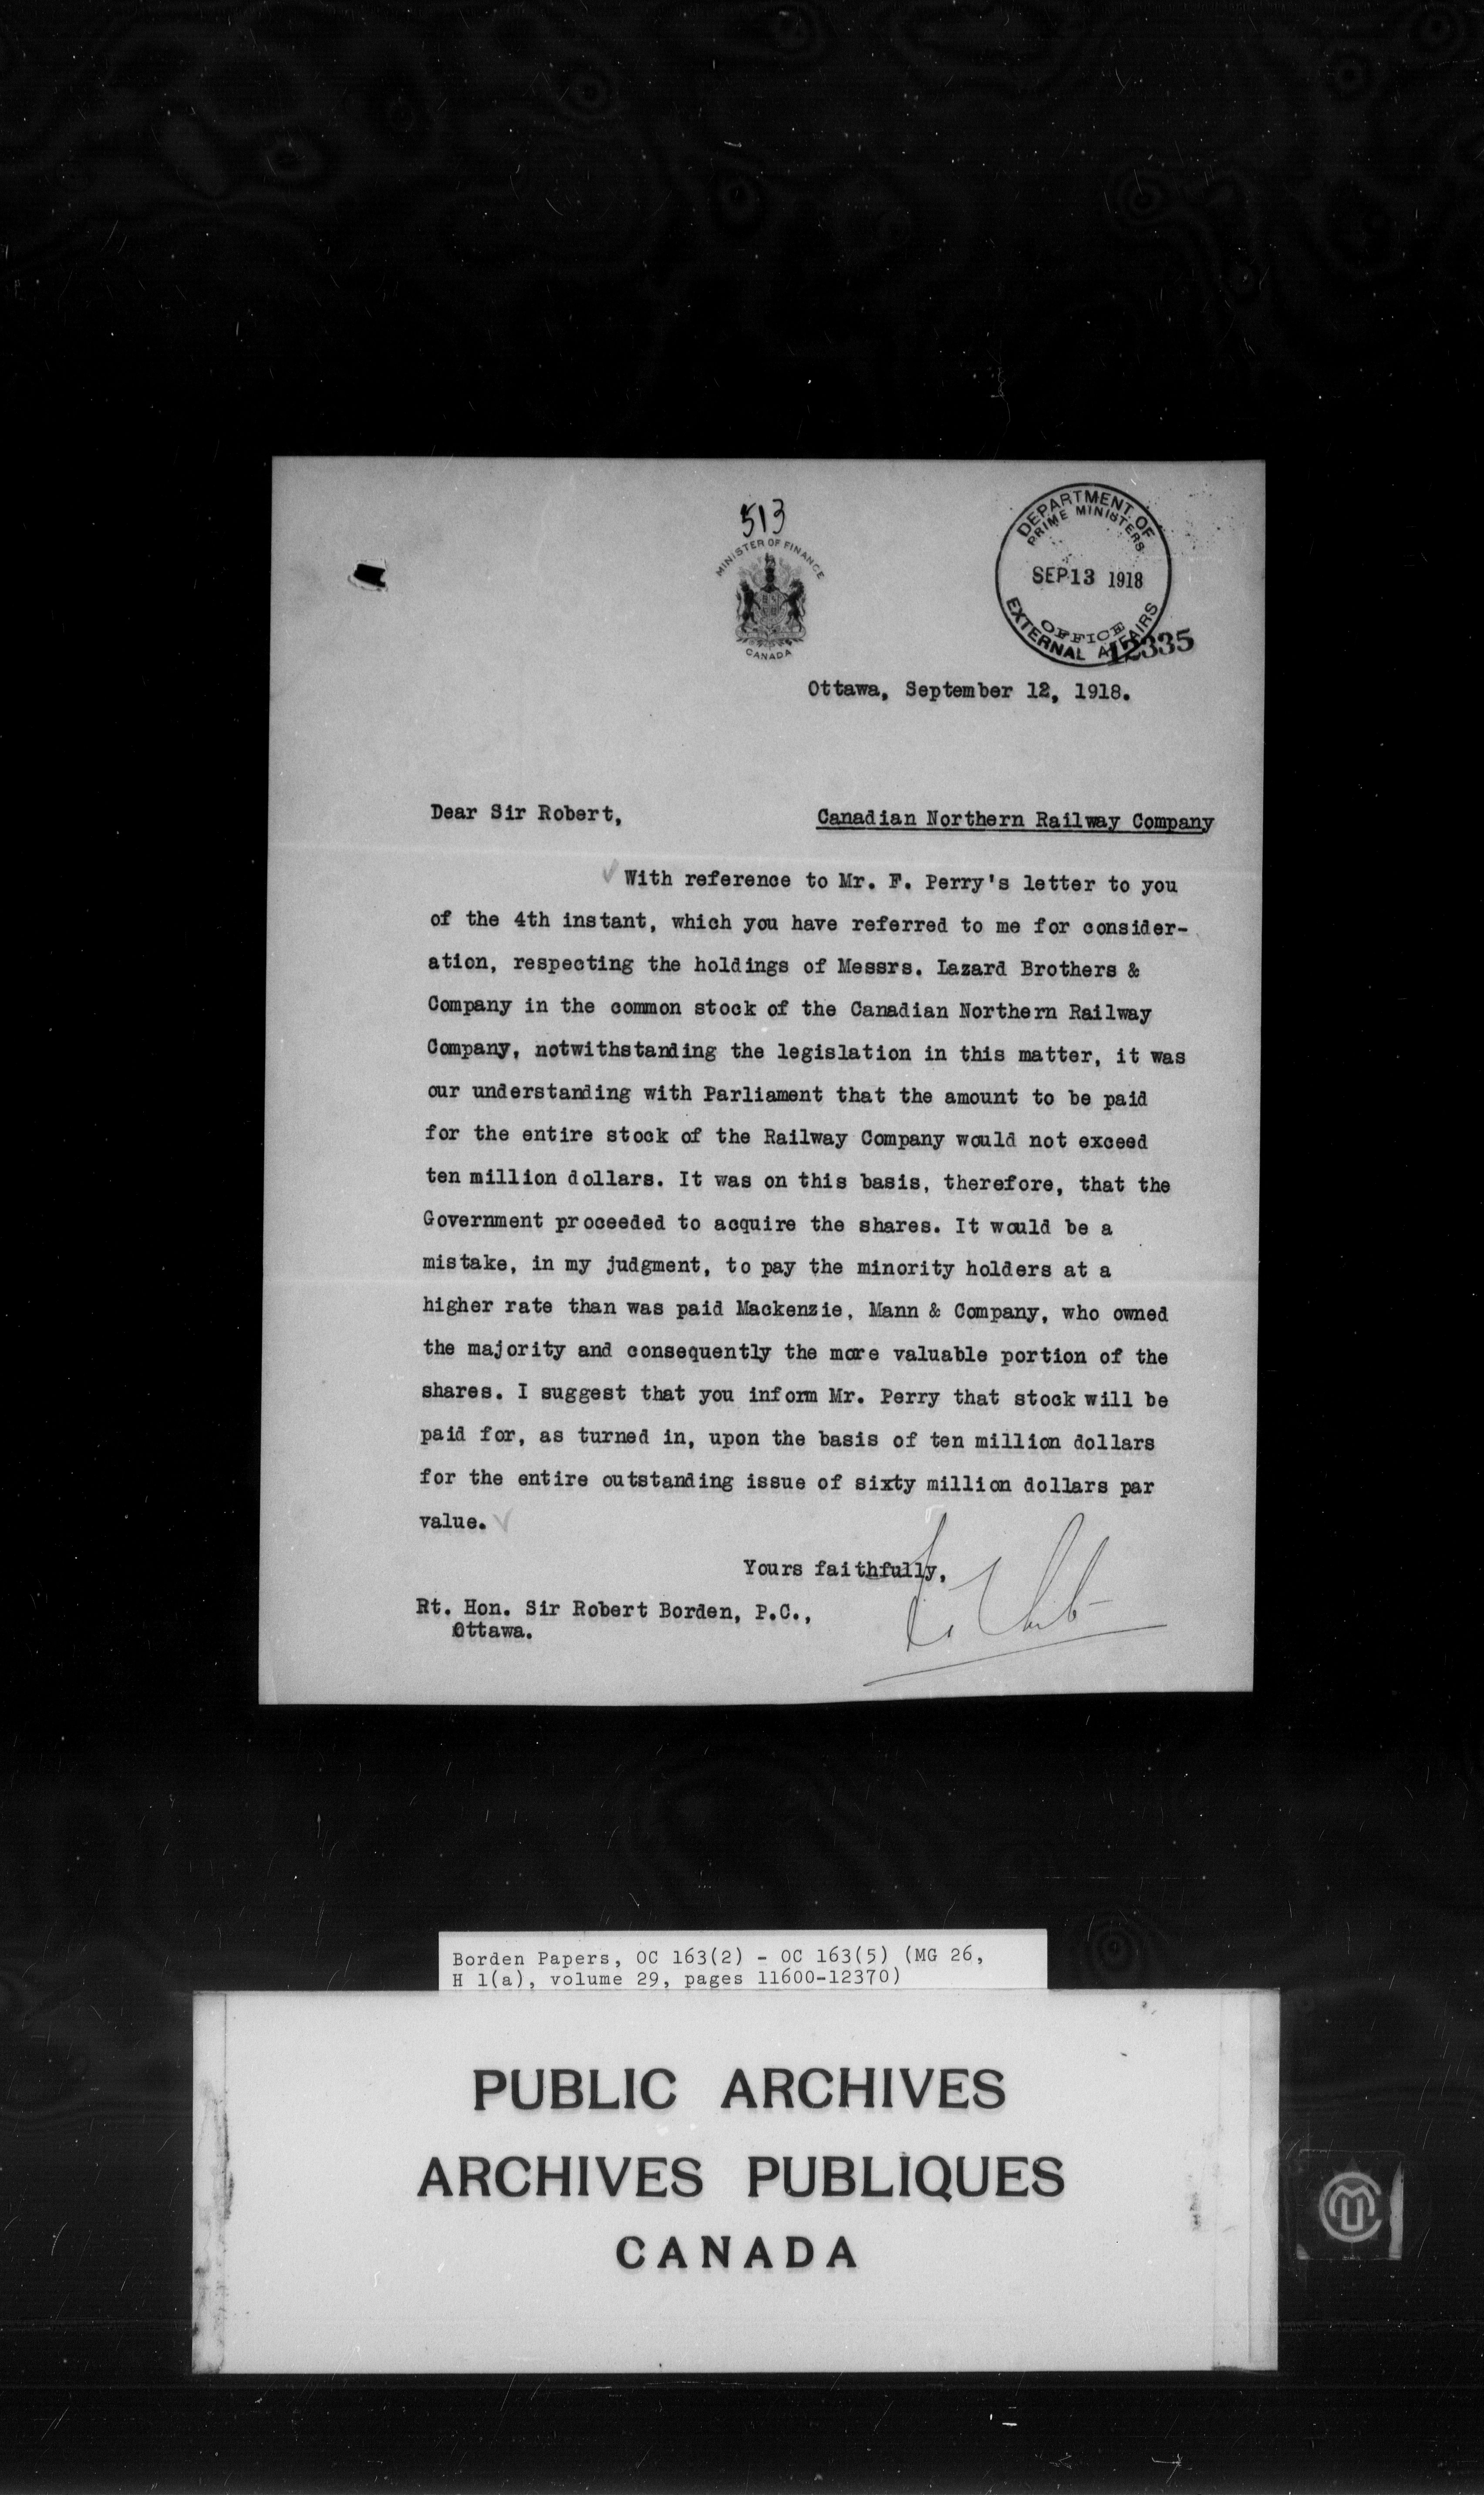 513
MINISTER OF FINANCE
CANADA
DEPARTMENT OF
PRIME MINISTERS
SEP 13 1918
OFFICE
EXTERNAL AFFAIRS
12335
Ottawa, September 12, 1918.
Dear Sir Robert,
Canadian Northern Railway Company
With reference to Mr. F. Perry's letter to you
of the 4th instant, which you have referred to me for consider-
ation, respecting the holdings of Messrs. Lazard Brothers &
Company in the common stock of the Canadian Northern Railway
Company, notwithstanding the legislation in this matter, it was
our understanding with Parliament that the amount to be paid
for the entire stock of the Railway Company would not exceed
ten million dollars. It was on this basis, therefore, that the
Government proceeded to acquire the shares. It would be a
mistake, in my judgment, to pay the minority holders at a
higher rate than was paid Mackenzie, Mann & Company, who owned
the majority and consequently the more valuable portion of the
shares. I suggest that you inform Mr. Perry that stock will be
paid for, as turned in, upon the basis of ten million dollars
for the entire outstanding issue of sixty million dollars par
value.
Yours faithfully,
Rt. Hon. Sir Robert Borden, P.C.,
Ottawa.
Borden Papers, OC 163(2) - OC 163(5) (MG 26,
H 1(a), volume 29, pages 11600-12370)
PUBLIC ARCHIVES
ARCHIVES PUBLIQUES
CANADA